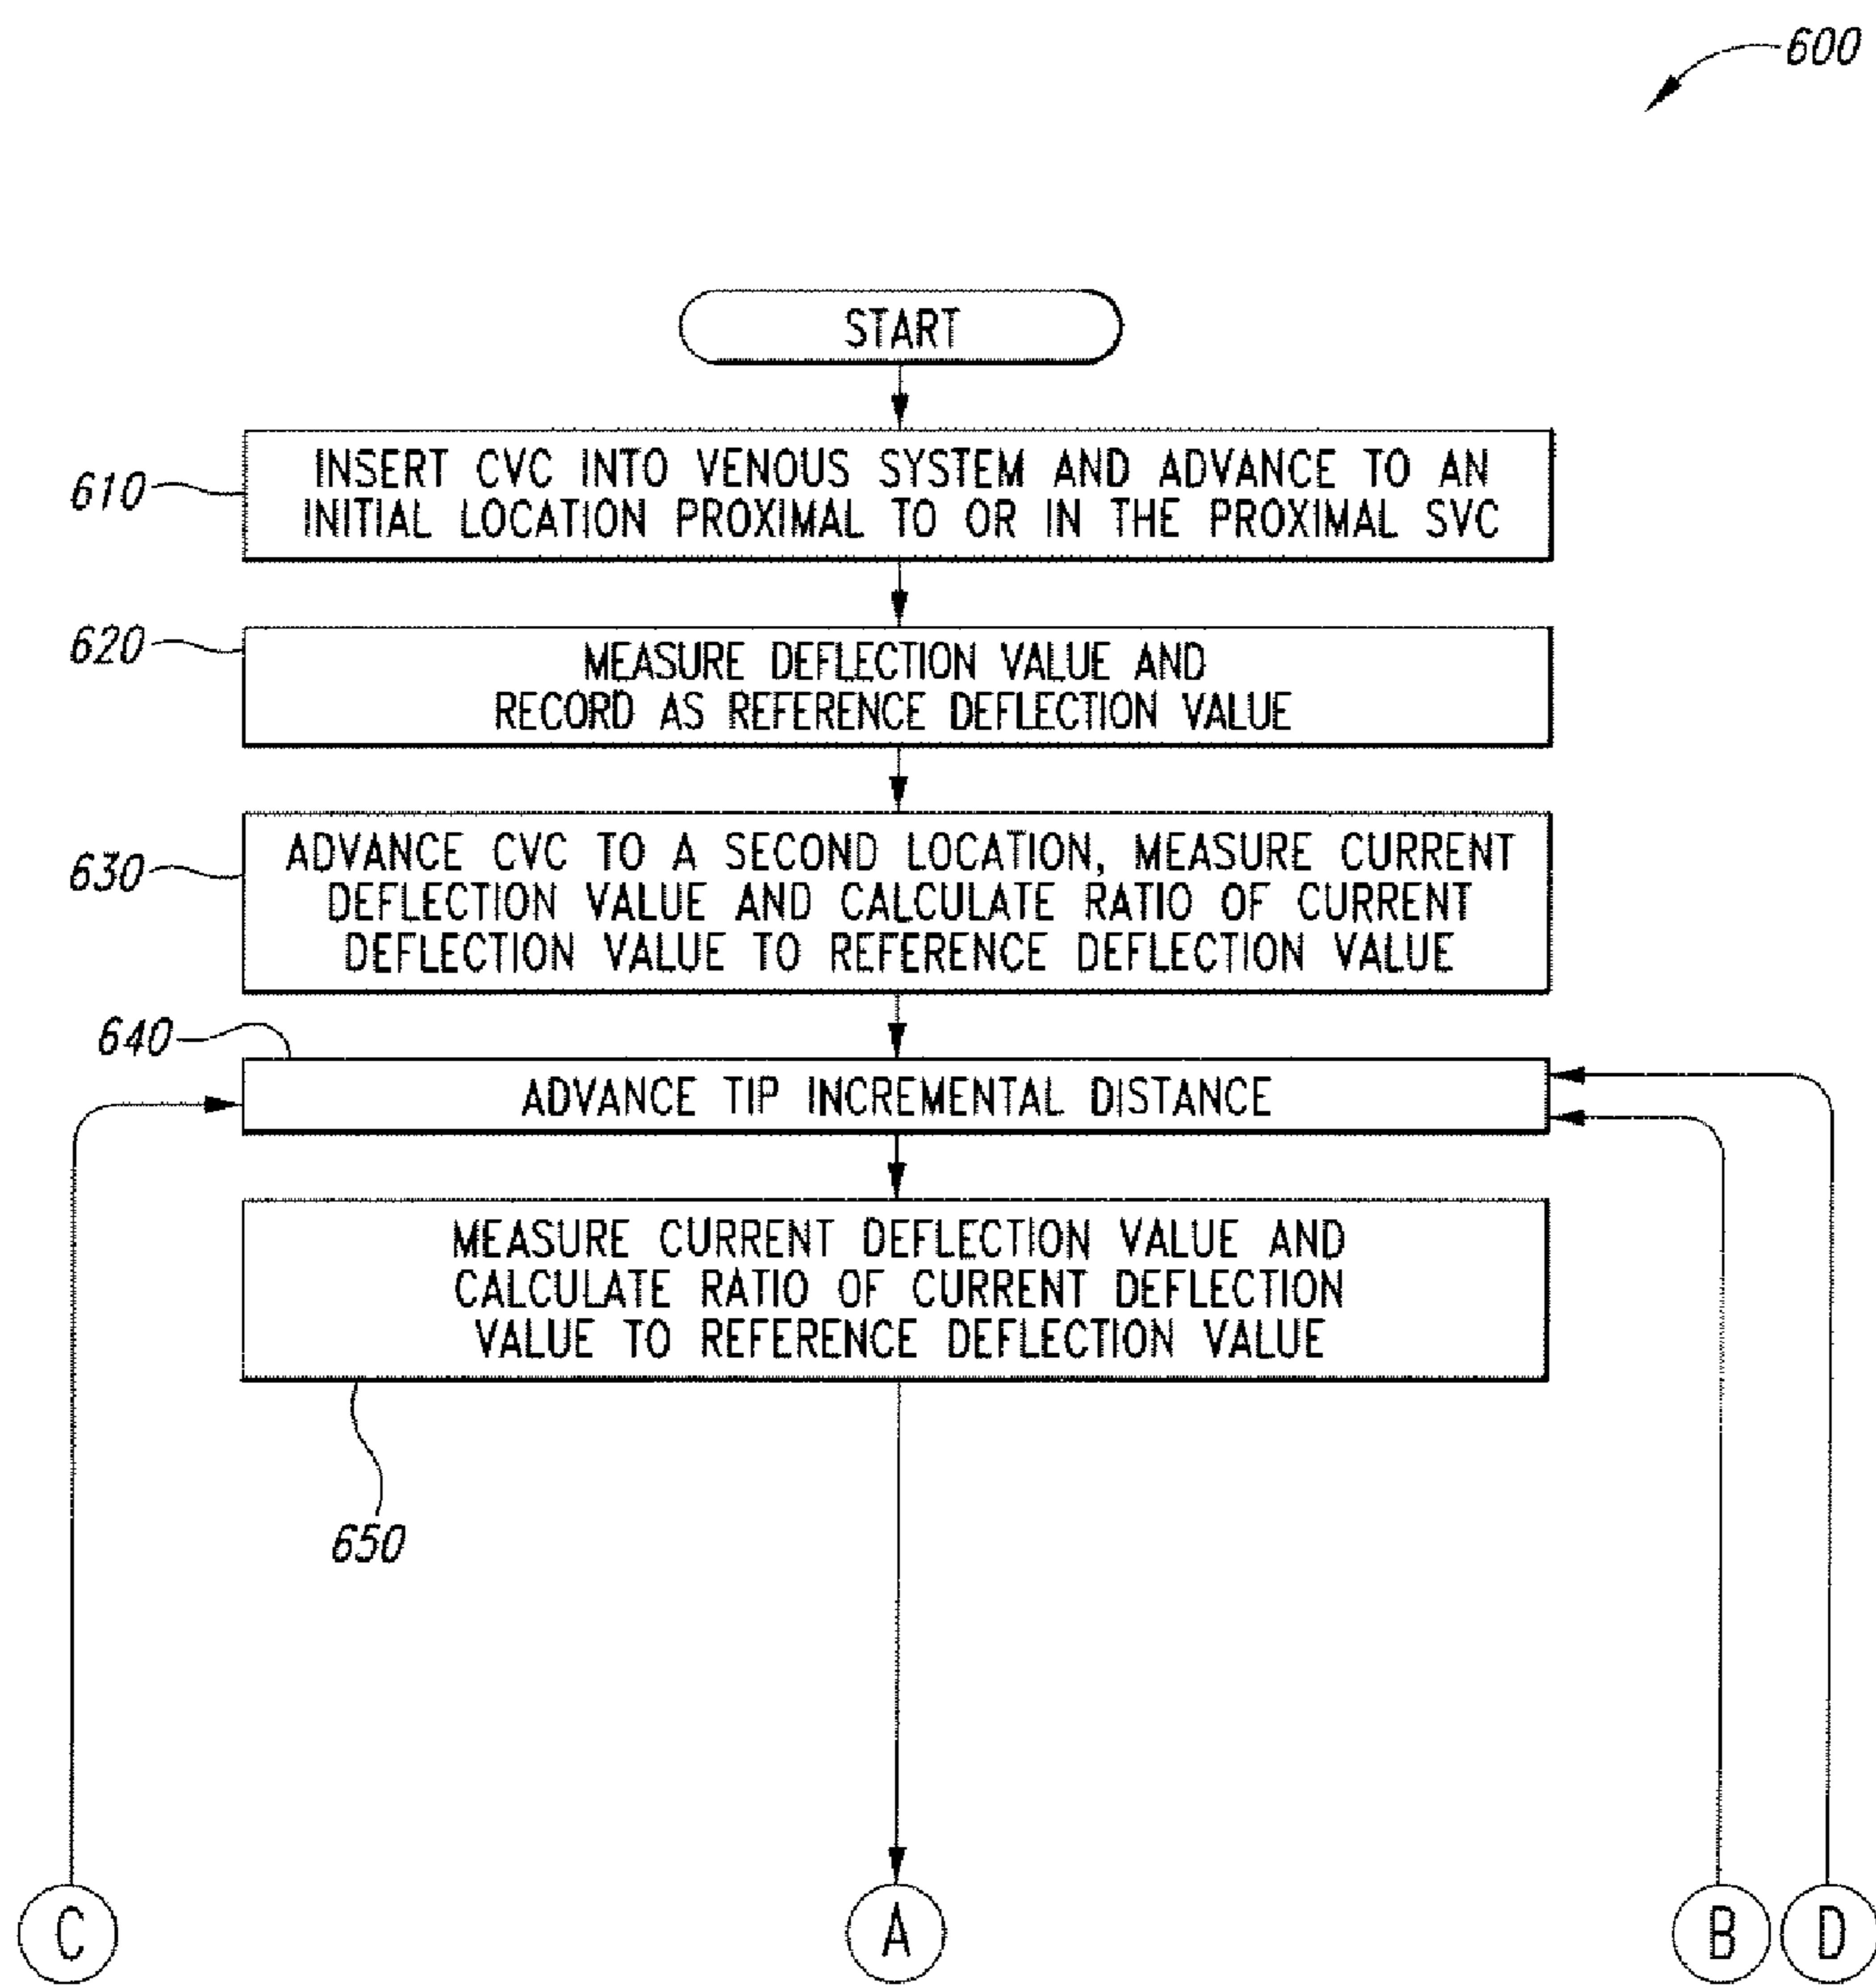 600
START
610
INSERT CVC INTO VENOUS SYSTEM AND ADVANCE TO AN
INITIAL LOCATION PROXIMAL TO OR IN THE PROXIMAL SVC
620
MEASURE DEFLECTION VALUE AND
RECORD AS REFERENCE DEFLECTION VALUE
630
ADVANCE CVC TO A SECOND LOCATION, MEASURE CURRENT
DEFLECTION VALUE AND CALCULATE RATIO OF CURRENT
DEFLECTION VALUE TO REFERENCE DEFLECTION VALUE
640
ADVANCE TIP INCREMENTAL DISTANCE
MEASURE CURRENT DEFLECTION VALUE AND
CALCULATE RATIO OF CURRENT DEFLECTION
VALUE TO REFERENCE DEFLECTION VALUE
650
C
A
B
D